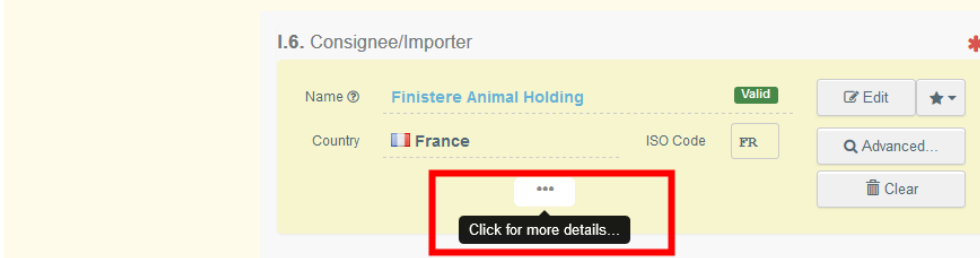 I.6. Consignee/Importer *
Name Finistere Animal Holding Valid Edit
Country France ISO Code FR Advanced...
••• Clear
Click for more details...